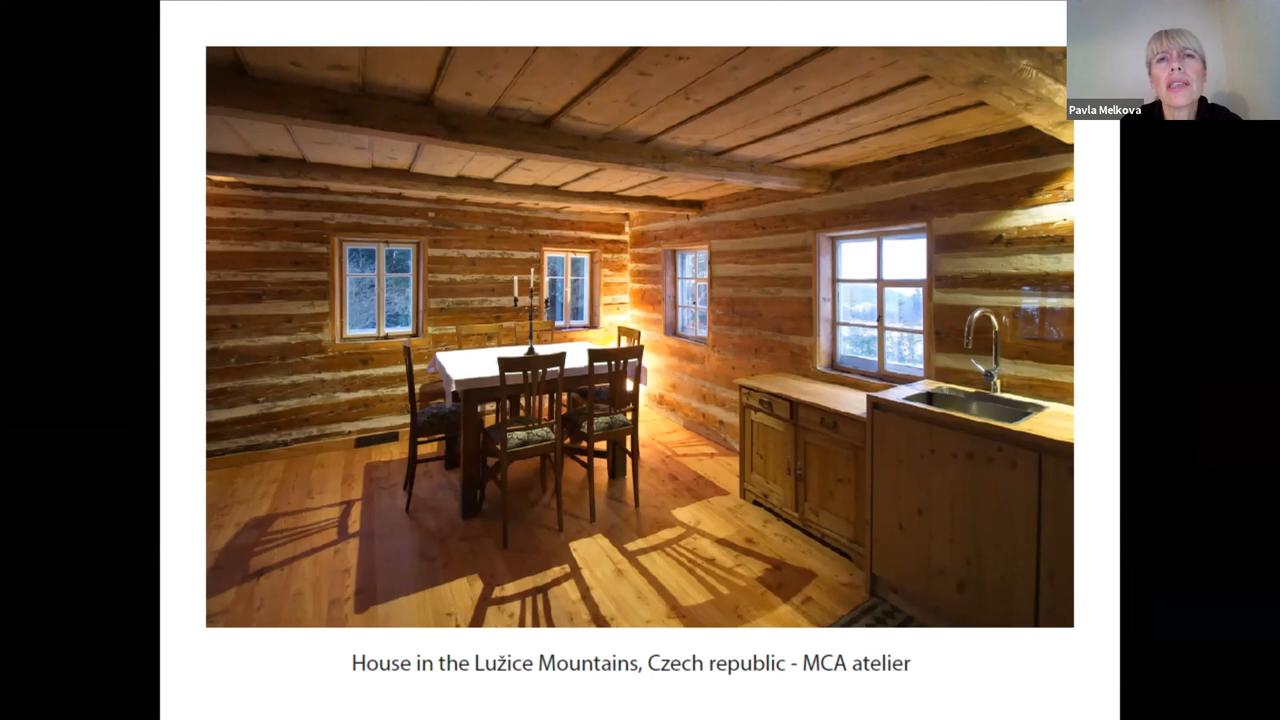 Pavla Melkova
House in the Lužice Mountains, Czech republic - MCA atelier